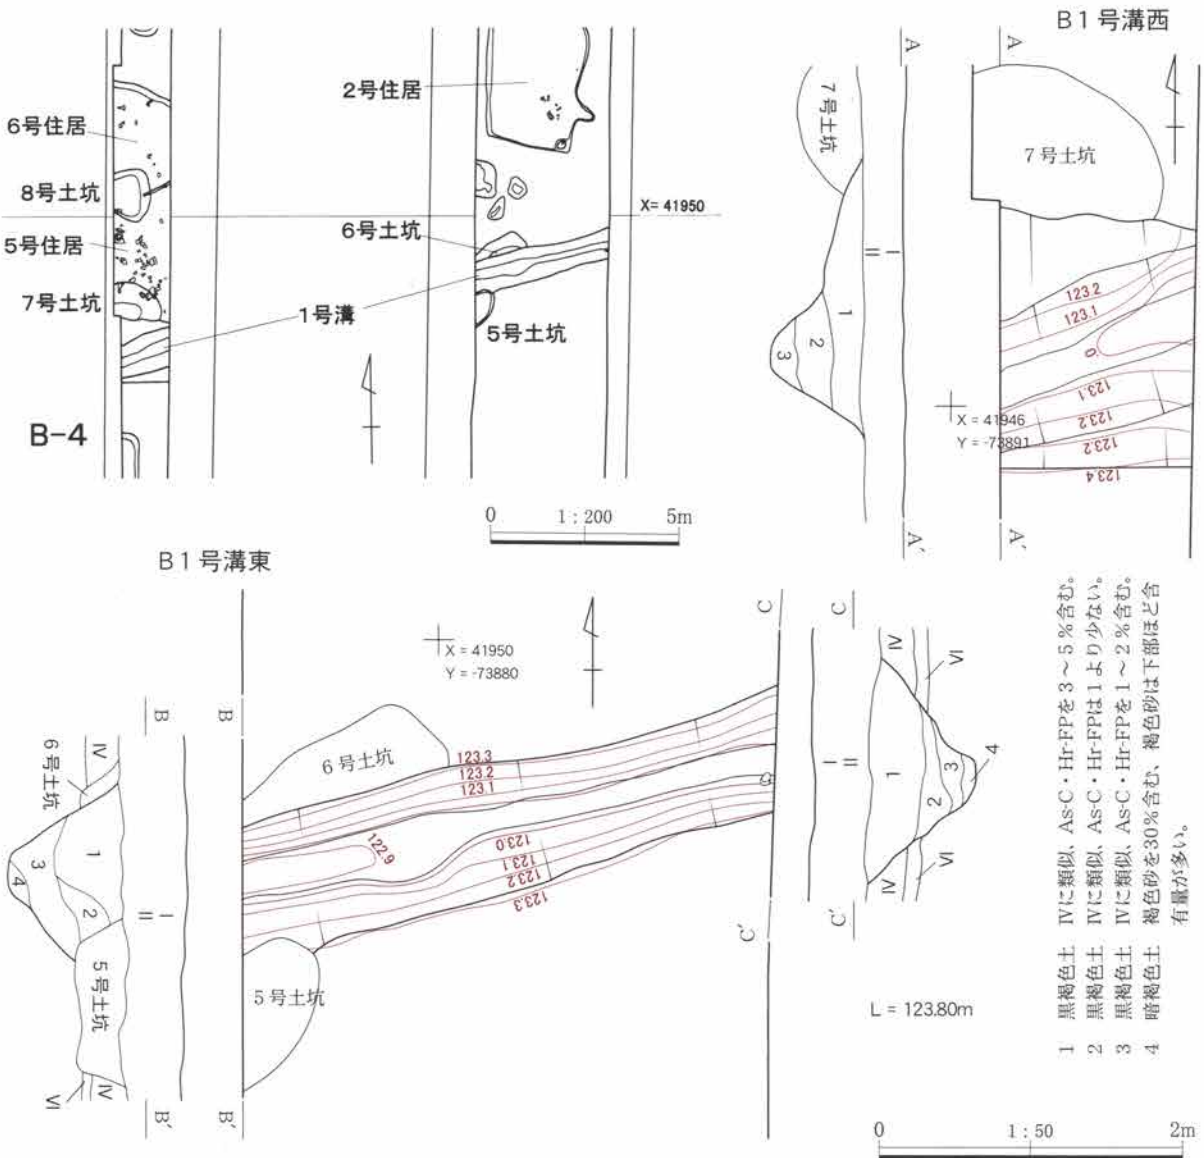 6号住居
8号土坑
5号住居
7号土坑
B-4
2号住居
X= 41950
6号土坑
1号溝
5号土坑
0 1：200 5m
B1号溝西
A
A
7号土坑
7号土坑
I
II
1
2
3
123.2
123.1
0.
123.1
123.2
123.2
123.4
X = 41946
Y = -73891
A'
A'
B1号溝東
X = 41950
Y = -73880
C
C
B
B
IV
6号土坑
I
II
1
2
3
4
5号土坑
IV
VI
B'
B'
6号土坑
123.3
123.2
123.1
122.9
123.0
123.1
123.2
123.3
5号土坑
C'
C'
IV
VI
I
II
1
2
3
4
IV
VI
L = 123.80m
1 黒褐色土 IVに類似、As-C・Hr-FPを3～5％含む。
2 黒褐色土 IVに類似、As-C・Hr-FPは1より少ない。
3 黒褐色土 IVに類似、As-C・Hr-FPを1～2％含む。
4 暗褐色土 褐色砂を30％含む、褐色砂は下部ほど含
有量が多い。
0 1：50 2m